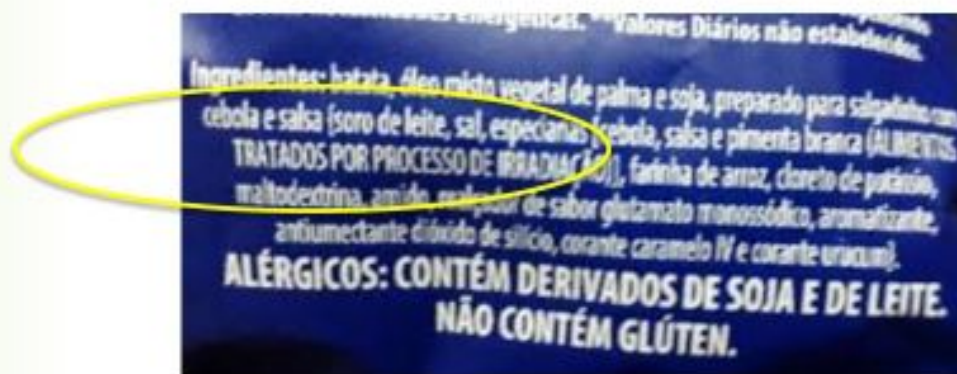 energéticas. **Valores Diários não estabelecidos.
Ingredientes: batata, óleo misto vegetal de palma e soja, preparado para salgadinho com
cebola e salsa {soro de leite, sal, especiarias [cebola, salsa e pimenta branca (ALIMENTOS
TRATADOS POR PROCESSO DE IRRADIAÇÃO)], farinha de arroz, cloreto de potássio,
maltodextrina, amido, realçador de sabor glutamato monossódico, aromatizante,
antiumectante dióxido de silício, corante caramelo IV e corante urucum}.
ALÉRGICOS: CONTÉM DERIVADOS DE SOJA E DE LEITE.
NÃO CONTÉM GLÚTEN.